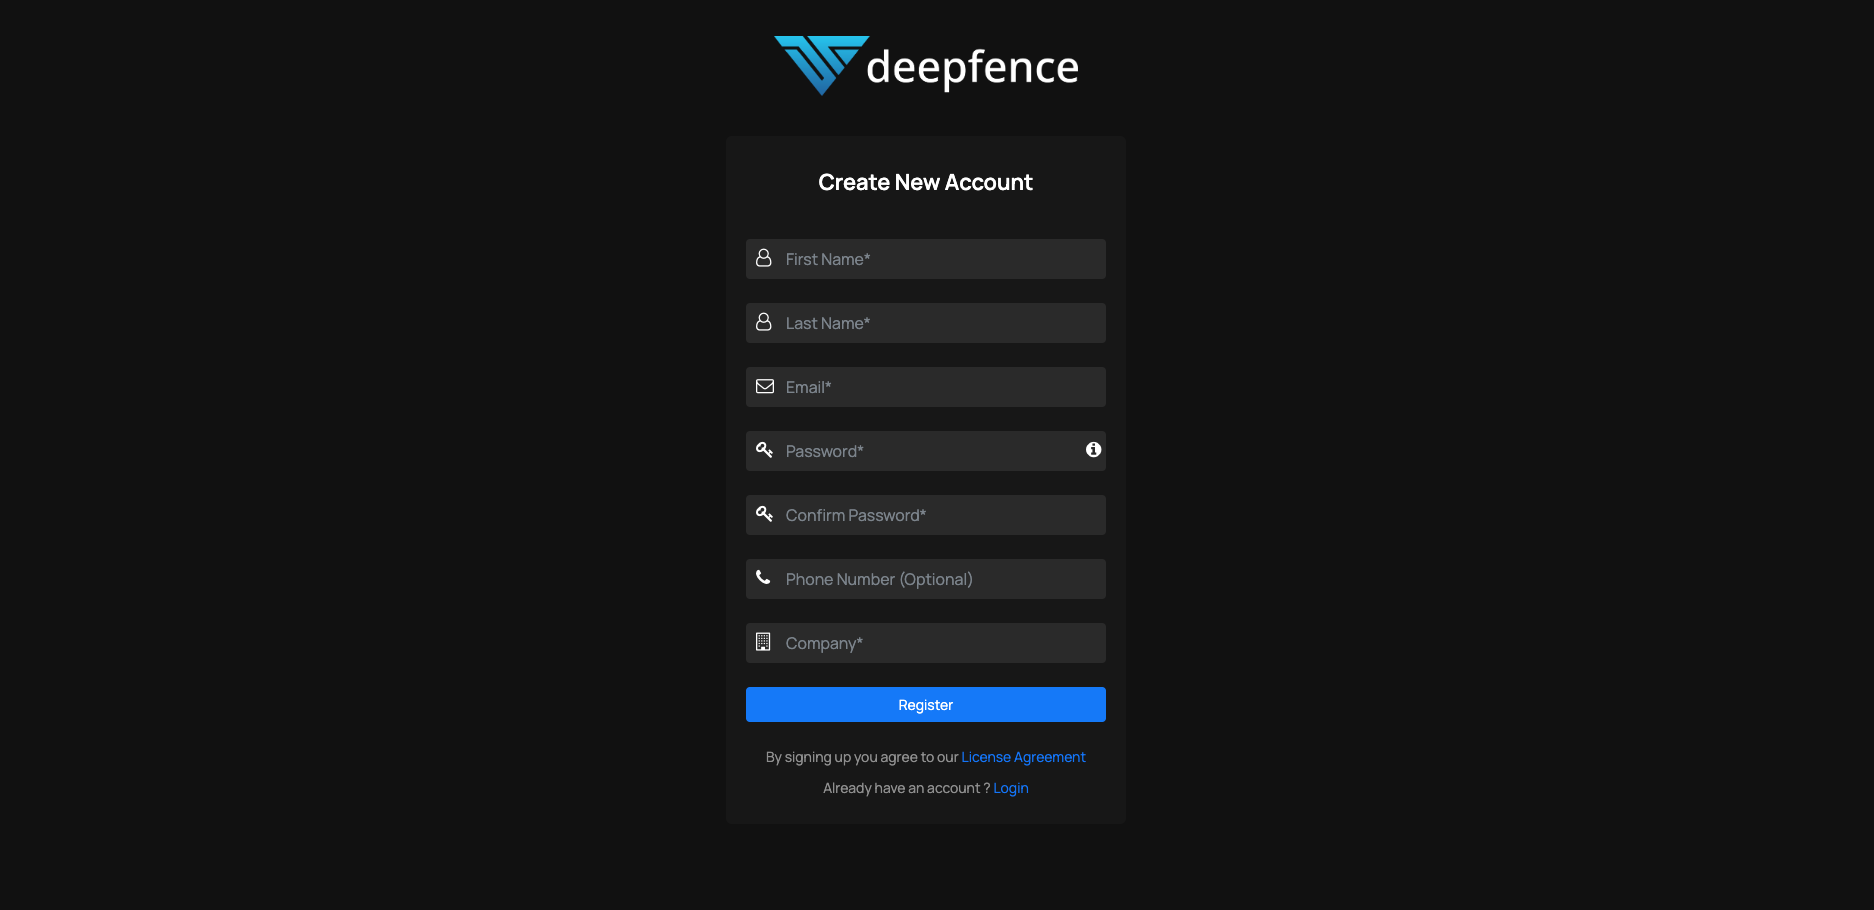 deepfence
Create New Account
First Name*
Last Name*
Email*
Password*
Confirm Password*
Phone Number (Optional)
Company*
Register
By signing up you agree to our License Agreement
Already have an account ? Login